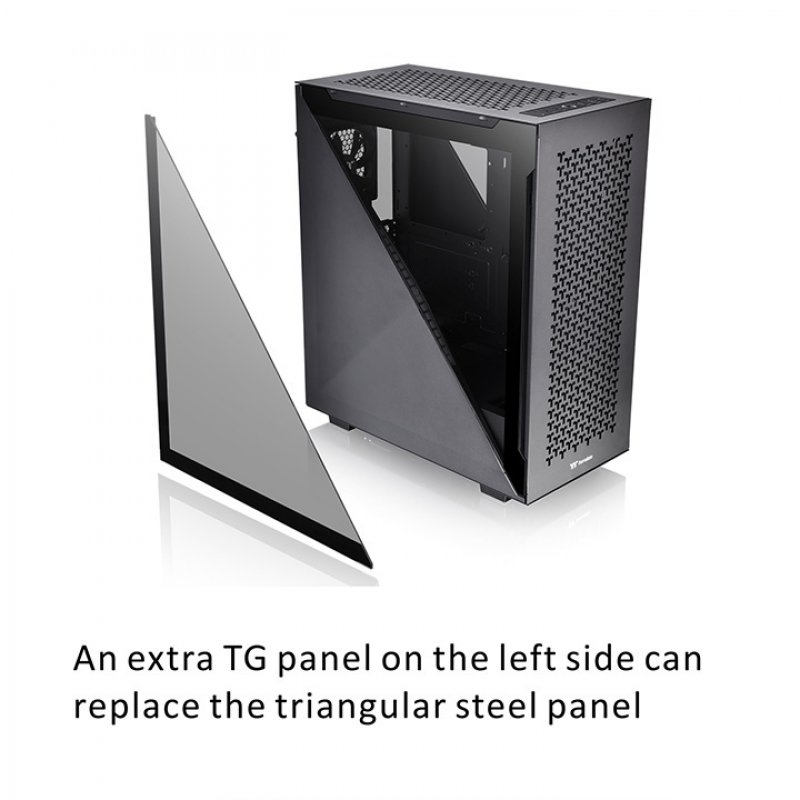 An extra TG panel on the left side can
replace the triangular steel panel